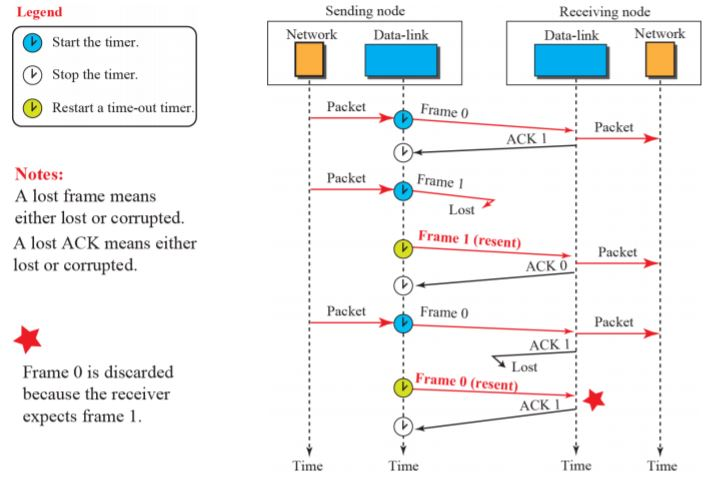 Legend
Start the timer.
Stop the timer.
Restart a time-out timer.
Notes:
A lost frame means
either lost or corrupted.
A lost ACK means either
lost or corrupted.
Frame 0 is discarded
because the receiver
expects frame 1.
Sending node
Receiving node
Network
Data-link
Data-link
Network
Packet
Frame 0
Packet
ACK 1
Packet
Frame 1
Lost
Frame 1 (resent)
Packet
ACK 0
Packet
Frame 0
Packet
ACK 1
Lost
Frame 0 (resent)
ACK 1
Time
Time
Time
Time